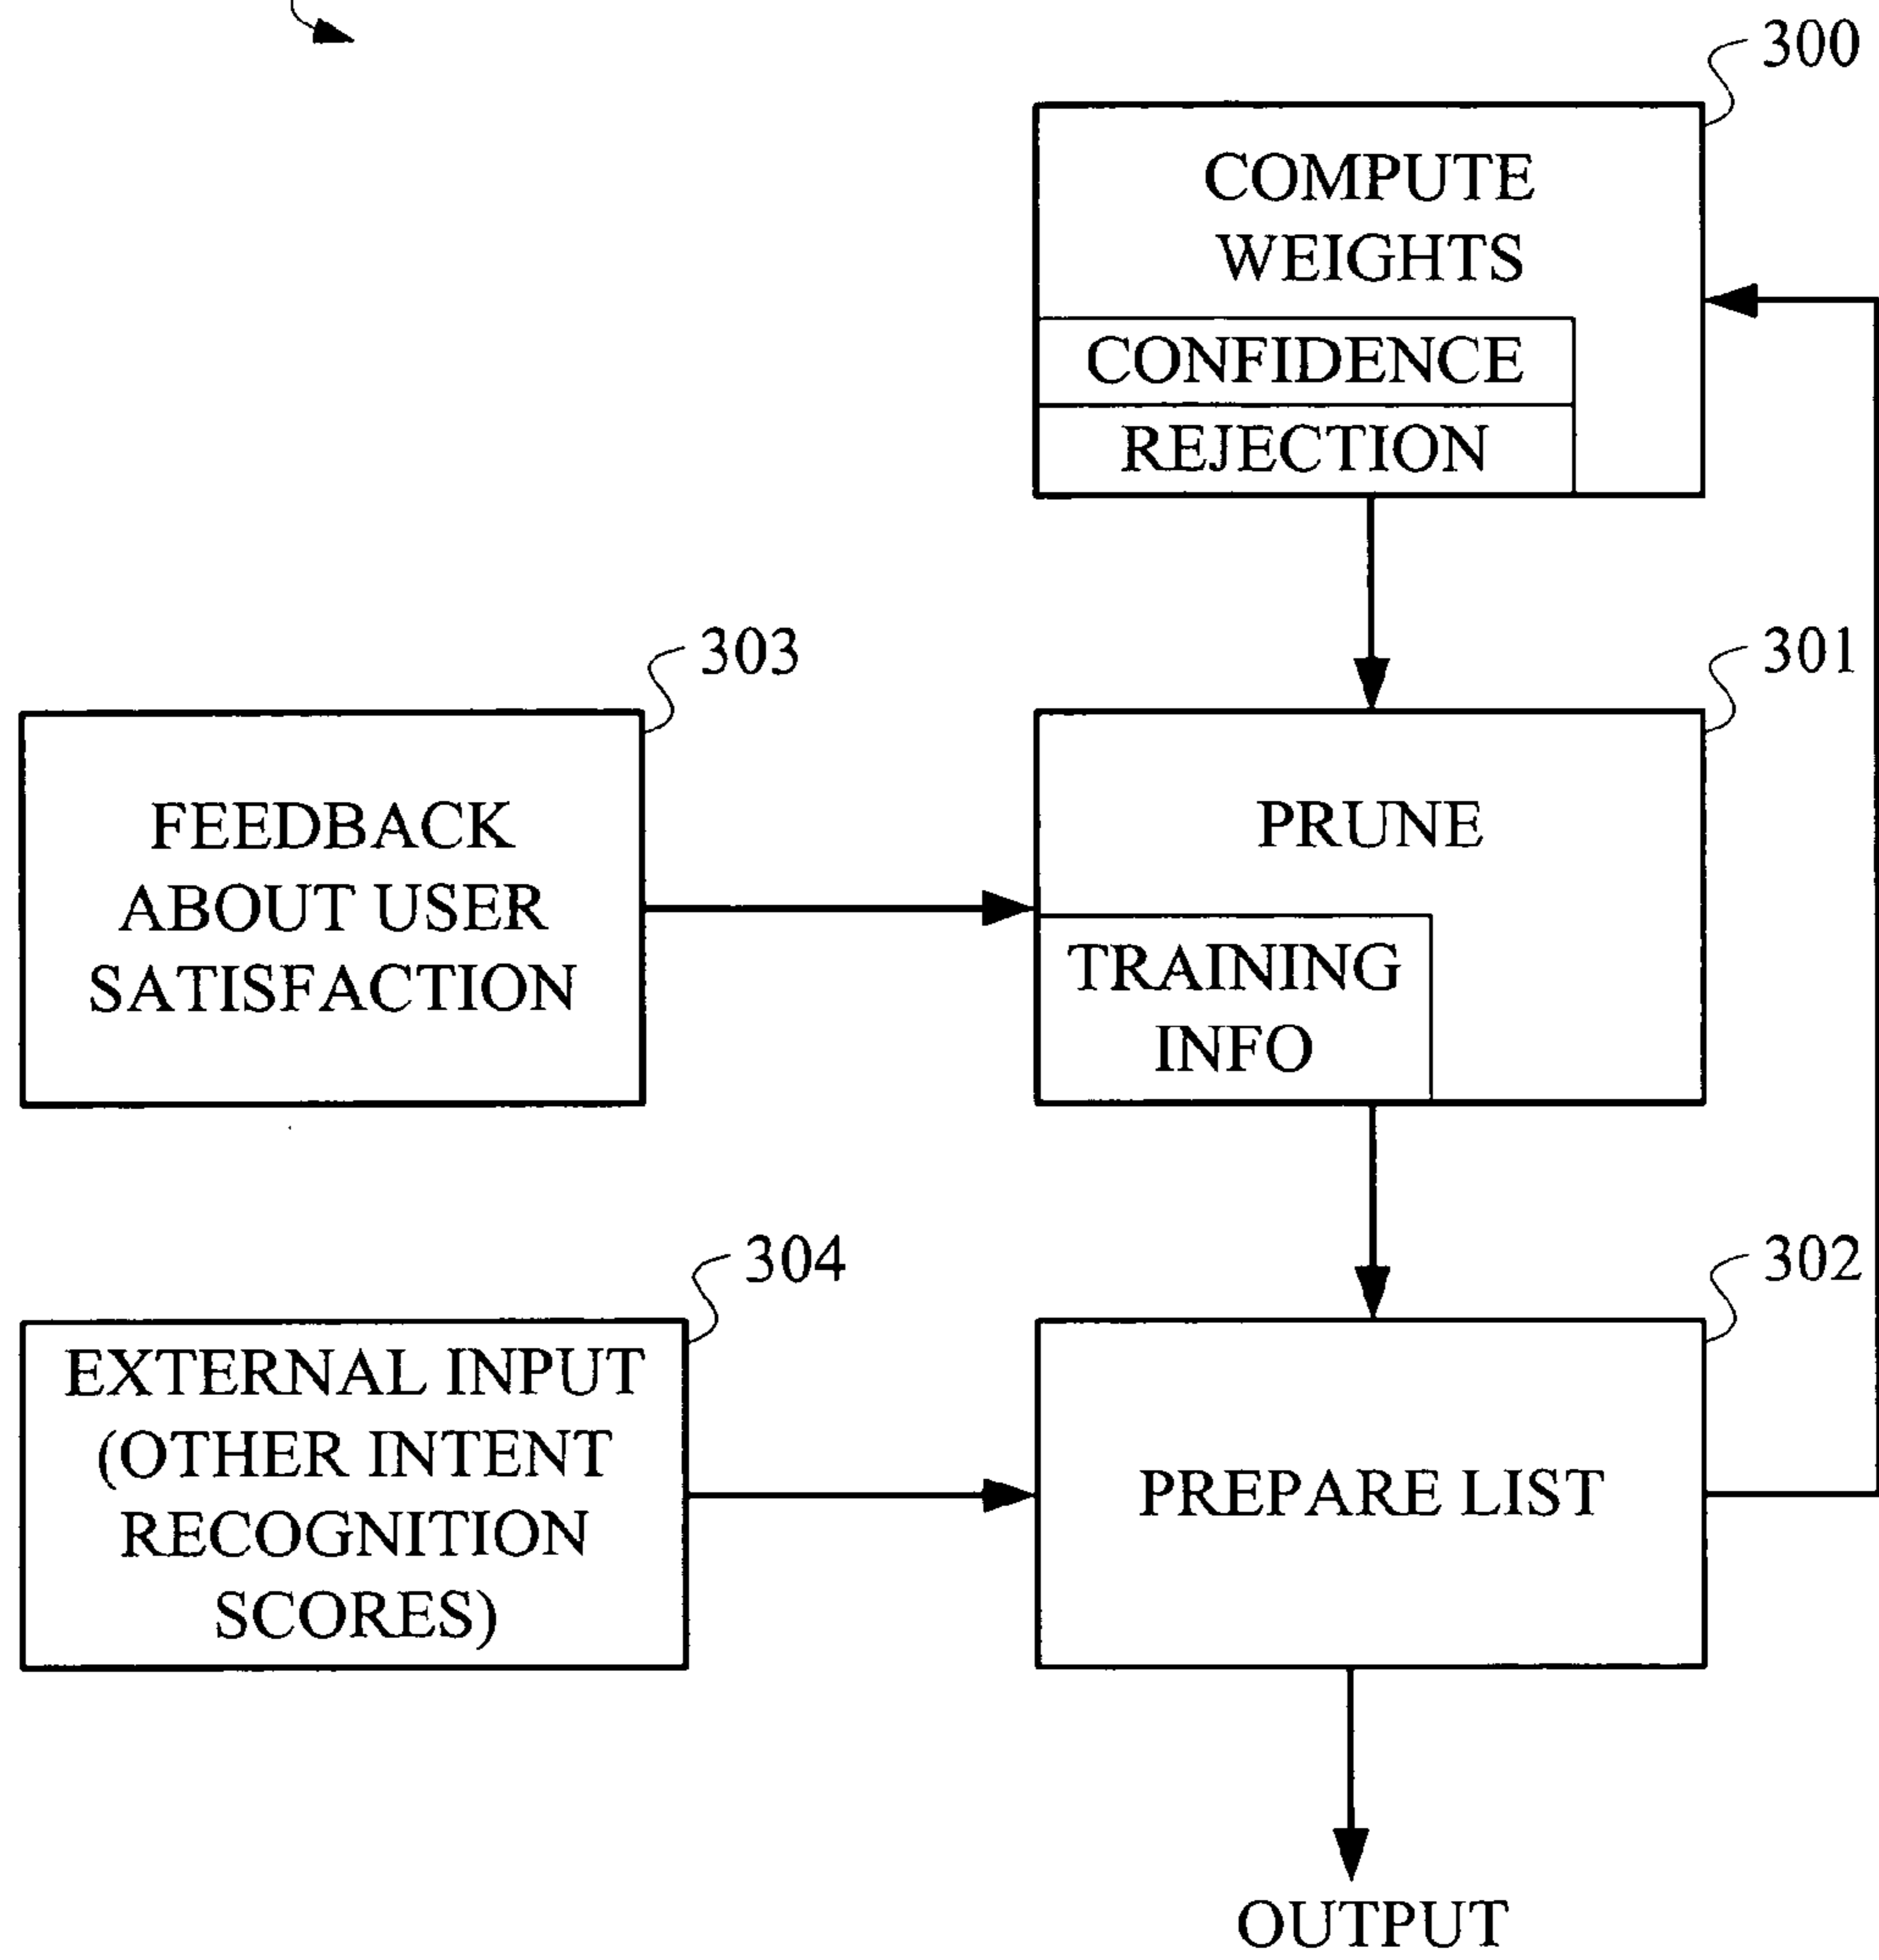 300
COMPUTE
WEIGHTS
CONFIDENCE
REJECTION
303
301
FEEDBACK
ABOUT USER
SATISFACTION
PRUNE
TRAINING
INFO
304
302
EXTERNAL INPUT
(OTHER INTENT
RECOGNITION
SCORES)
PREPARE LIST
OUTPUT